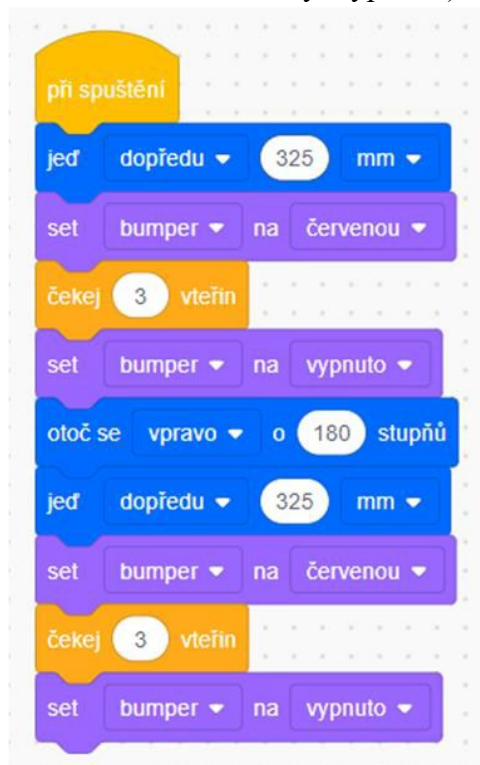 při spuštění
jeď dopředu 325 mm
set bumper na červenou
čekej 3 vteřin
set bumper na vypnuto
otoč se vpravo o 180 stupňů
jeď dopředu 325 mm
set bumper na červenou
čekej 3 vteřin
set bumper na vypnuto